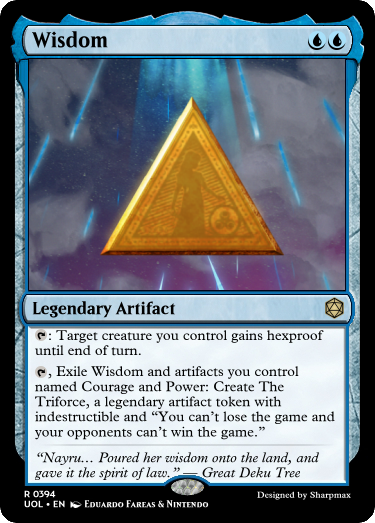 Wisdom
Legendary Artifact
: Target creature you control gains hexproof
until end of turn.
, Exile Wisdom and artifacts you control
named Courage and Power: Create The
Triforce, a legendary artifact token with
indestructible and “You can’t lose the game and
your opponents can’t win the game.”
“Nayru… Poured her wisdom onto the land, and
gave it the spirit of law.” — Great Deku Tree
R 0394
UOL • EN Eduardo Fareas & Nintendo
Designed by Sharpmax